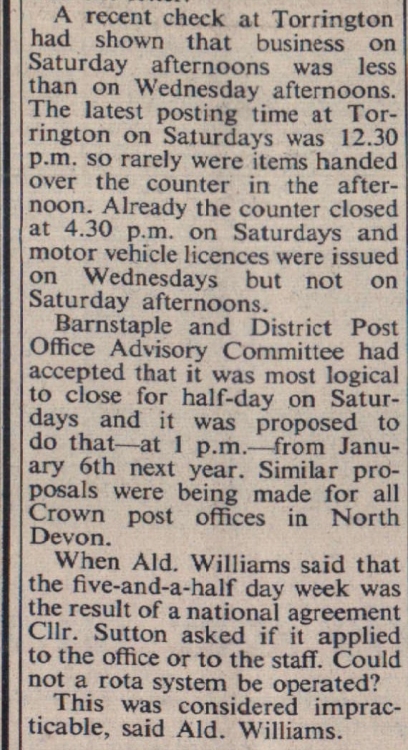 A recent check at Torrington
had shown that business on
Saturday afternoons was less
than on Wednesday afternoons.
The latest posting time at Tor-
rington on Saturdays was 12.30
p.m. so rarely were items handed
over the counter in the after-
noon. Already the counter closed
at 4.30 p.m. on Saturdays and
motor vehicle licences were issued
on Wednesdays but not on
Saturday afternoons.
Barnstaple and District Post
Office Advisory Committee had
accepted that it was most logical
to close for half-day on Satur-
days and it was proposed to
do that—at 1 p.m.—from Janu-
ary 6th next year. Similar pro-
posals were being made for all
Crown post offices in North
Devon.
When Ald. Williams said that
the five-and-a-half day week was
the result of a national agreement
Cllr. Sutton asked if it applied
to the office or to the staff. Could
not a rota system be operated?
This was considered imprac-
ticable, said Ald. Williams.